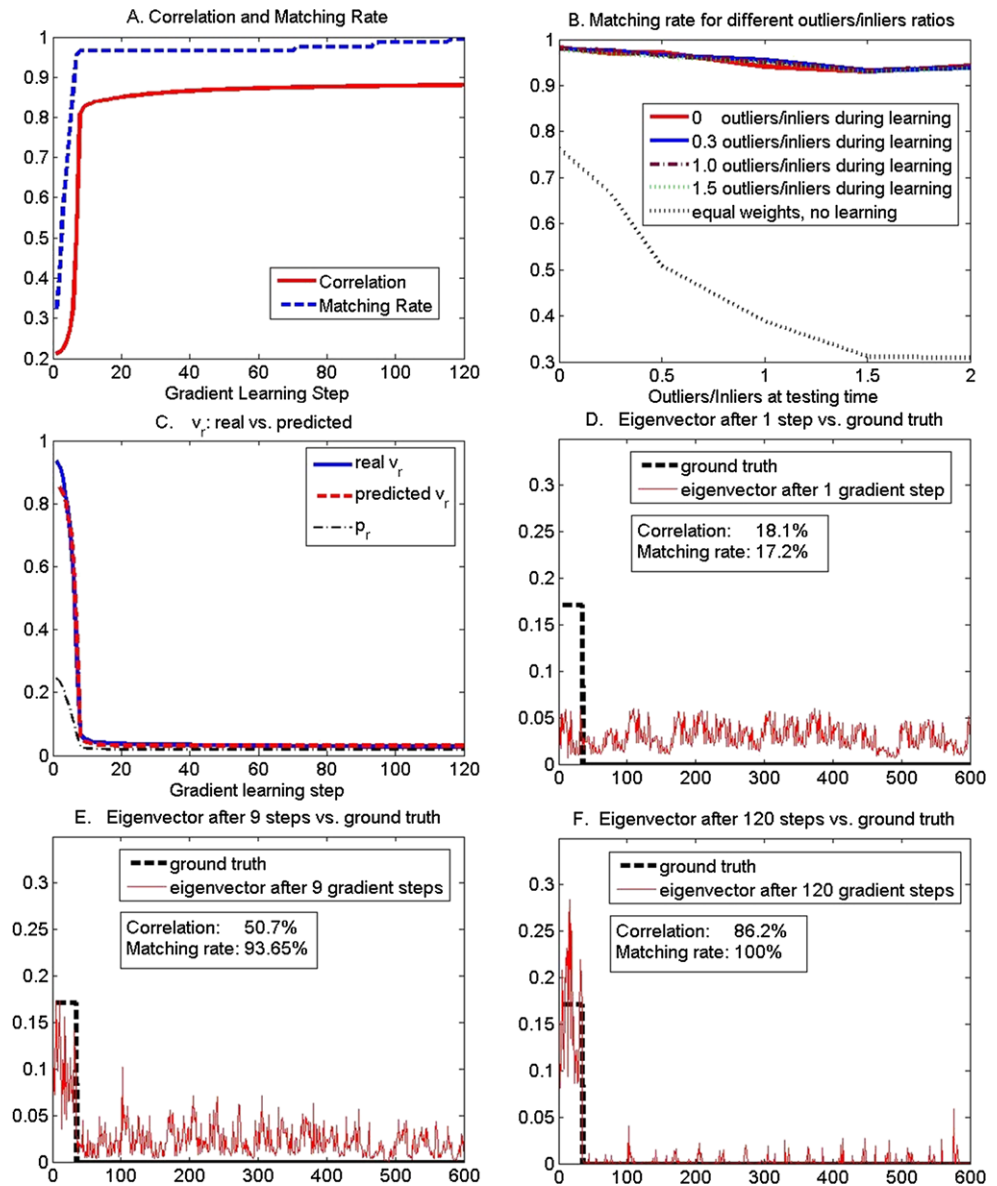 A. Correlation and Matching Rate
1
0.9
0.8
0.7
0.6
0.5
0.4
0.3
0.2
Correlation
Matching Rate
0 20 40 60 80 100 120
Gradient Learning Step
B. Matching rate for different outliers/inliers ratios
1
0.9
0.8
0.7
0.6
0.5
0.4
0.3
0 outliers/inliers during learning
0.3 outliers/inliers during learning
1.0 outliers/inliers during learning
1.5 outliers/inliers during learning
equal weights, no learning
0 0.5 1 1.5 2
Outliers/Inliers at testing time
C. v_r: real vs. predicted
1
0.8
0.6
0.4
0.2
0
real v_r
predicted v_r
p_r
0 20 40 60 80 100 120
Gradient learning step
D. Eigenvector after 1 step vs. ground truth
0.3
0.25
0.2
0.15
0.1
0.05
0
ground truth
eigenvector after 1 gradient step
Correlation: 18.1%
Matching rate: 17.2%
0 100 200 300 400 500 600
E. Eigenvector after 9 steps vs. ground truth
0.3
0.25
0.2
0.15
0.1
0.05
0
ground truth
eigenvector after 9 gradient steps
Correlation: 50.7%
Matching rate: 93.65%
0 100 200 300 400 500 600
F. Eigenvector after 120 steps vs. ground truth
0.3
0.25
0.2
0.15
0.1
0.05
0
ground truth
eigenvector after 120 gradient steps
Correlation: 86.2%
Matching rate: 100%
0 100 200 300 400 500 600